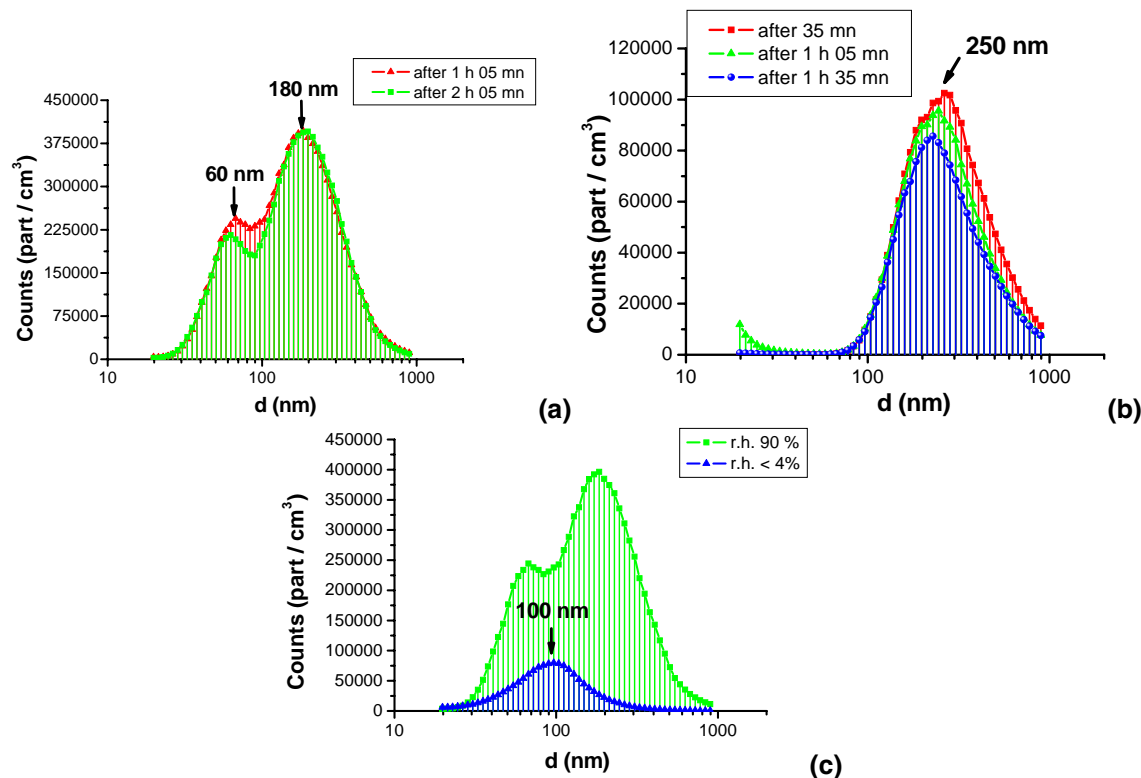 after 1 h 05 mn
after 2 h 05 mn
180 nm
60 nm
450000
375000
300000
225000
150000
75000
0
Counts (part / cm³)
10 100 1000
d (nm)
(a)
after 35 mn
after 1 h 05 mn
after 1 h 35 mn
250 nm
120000
100000
80000
60000
40000
20000
0
Counts (part / cm³)
10 100 1000
d (nm)
(b)
r.h. 90 %
r.h. < 4%
100 nm
450000
400000
350000
300000
250000
200000
150000
100000
50000
0
Counts (part / cm³)
10 100 1000
d (nm)
(c)